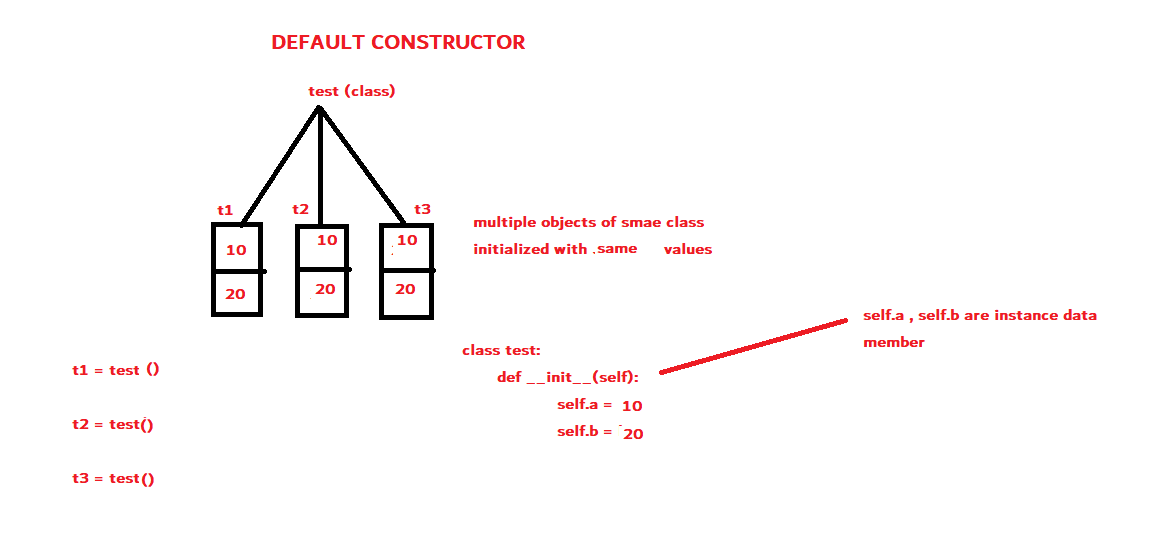 DEFAULT CONSTRUCTOR
test (class)
t1 t2 t3
10 10 10
20 20 20
multiple objects of smae class
initialized with .same values
self.a , self.b are instance data
member
class test:
def __init__(self):
self.a = 10
self.b = 20
t1 = test ()
t2 = test()
t3 = test()